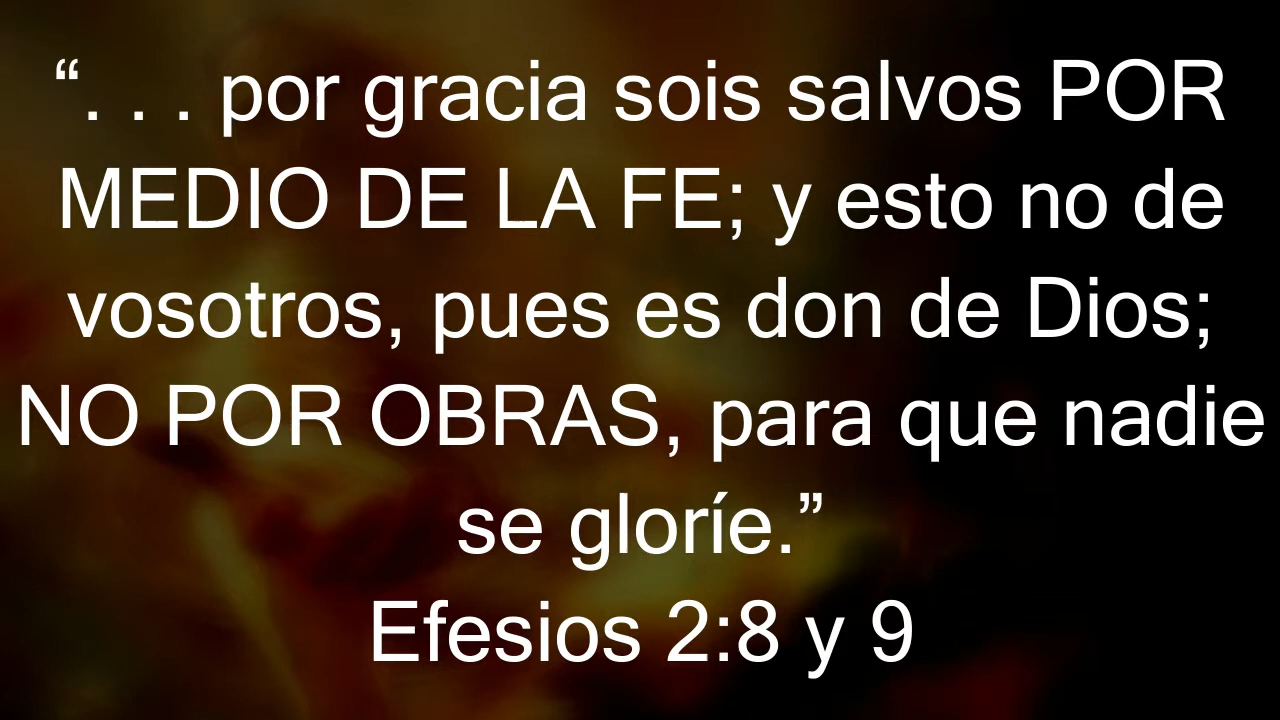 “. . . por gracia sois salvos POR
MEDIO DE LA FE; y esto no de
vosotros, pues es don de Dios;
NO POR OBRAS, para que nadie
se gloríe.”
Efesios 2:8 y 9